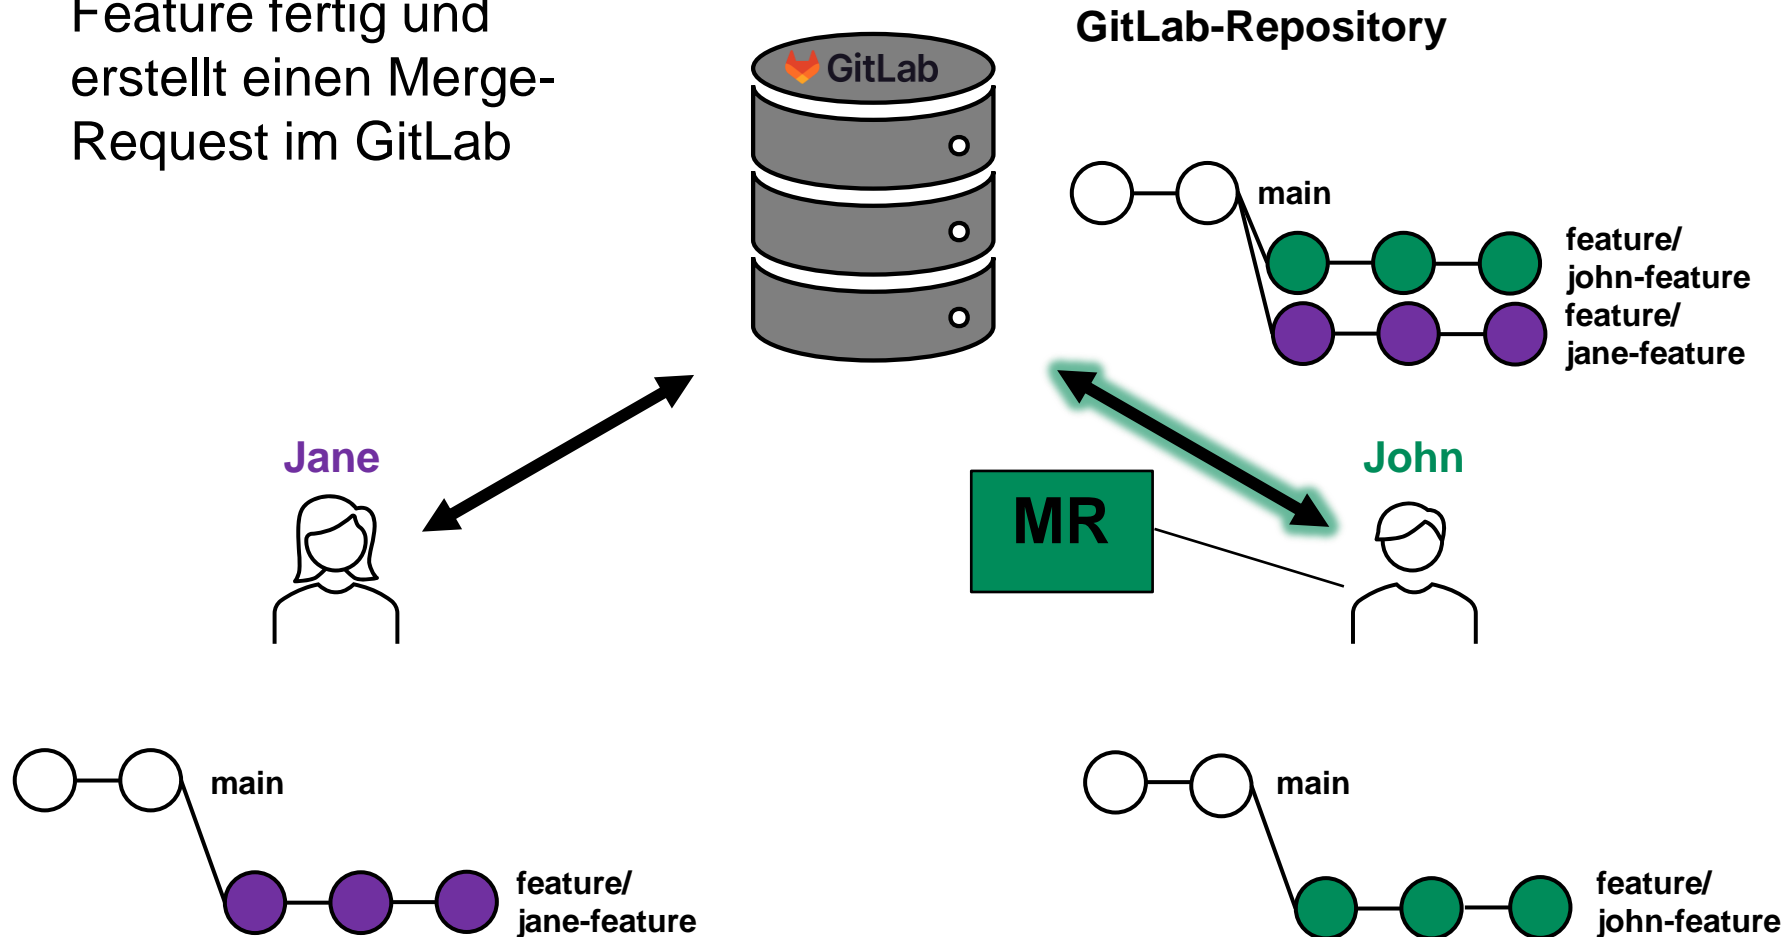 Feature fertig und
erstellt einen Merge-
Request im GitLab
GitLab-Repository
GitLab
main
feature/
john-feature
feature/
jane-feature
Jane
John
MR
main
feature/
jane-feature
main
feature/
john-feature